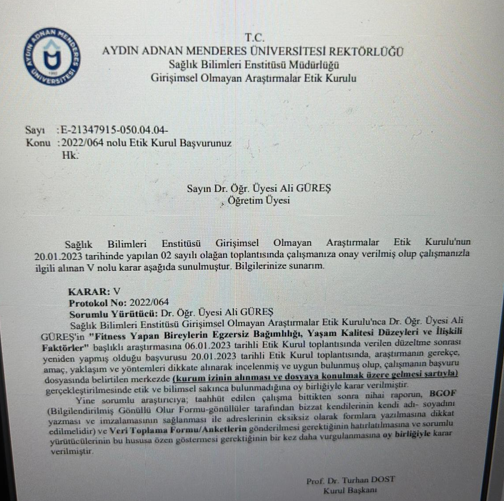 AYDIN ADNAN MENDERES
ÜNİVERSİTESİ
T.C.
AYDIN ADNAN MENDERES ÜNİVERSİTESİ REKTÖRLÜĞÜ
Sağlık Bilimleri Enstitüsü Müdürlüğü
Girişimsel Olmayan Araştırmalar Etik Kurulu
Sayı :E-21347915-050.04.04-
Konu :2022/064 nolu Etik Kurul Başvurunuz
Hk.
Sayın Dr. Öğr. Üyesi Ali GÜREŞ
Öğretim Üyesi
Sağlık Bilimleri Enstitüsü Girişimsel Olmayan Araştırmalar Etik Kurulu'nun
20.01.2023 tarihinde yapılan 02 sayılı olağan toplantısında çalışmanıza onay verilmiş olup çalışmanızla
ilgili alınan V nolu karar aşağıda sunulmuştur. Bilgilerinize sunarım.
KARAR: V
Protokol No: 2022/064
Sorumlu Yürütücü: Dr. Öğr. Üyesi Ali GÜREŞ
Sağlık Bilimleri Enstitüsü Girişimsel Olmayan Araştırmalar Etik Kurulu'nca Dr. Öğr. Üyesi Ali
GÜREŞ'in "Fitness Yapan Bireylerin Egzersiz Bağımlılığı, Yaşam Kalitesi Düzeyleri ve İlişkili
Faktörler" başlıklı araştırmasına 06.01.2023 tarihli Etik Kurul toplantısında verilen düzeltme sonrası
yeniden yapmış olduğu başvurusu 20.01.2023 tarihli Etik Kurul toplantısında, araştırmanın gerekçe,
amaç, yaklaşım ve yöntemleri dikkate alınarak incelenmiş ve uygun bulunmuş olup, çalışmanın başvuru
dosyasında belirtilen merkezde (kurum izinin alınması ve dosyaya konulmak üzere gelmesi şartıyla)
gerçekleştirilmesinde etik ve bilimsel sakınca bulunmadığına oy birliğiyle karar verilmiştir.
Yine sorumlu araştırıcıya; taahhüt edilen çalışma bittikten sonra nihai raporun, BGOF
(Bilgilendirilmiş Gönüllü Olur Formu-gönüllüler tarafından bizzat kendilerinin kendi adı- soyadını
yazması ve imzalamasının sağlanması ile adreslerinin eksiksiz olarak formlara yazılmasına dikkat
edilmelidir) ve Veri Toplama Formu/Anketlerin gönderilmesi gerektiğinin hatırlatılmasına ve sorumlu
yürütücülerinin bu hususa özen göstermesi gerektiğinin bir kez daha vurgulanmasına oy birliğiyle karar
verilmiştir.
Prof. Dr. Turhan DOST
Kurul Başkanı